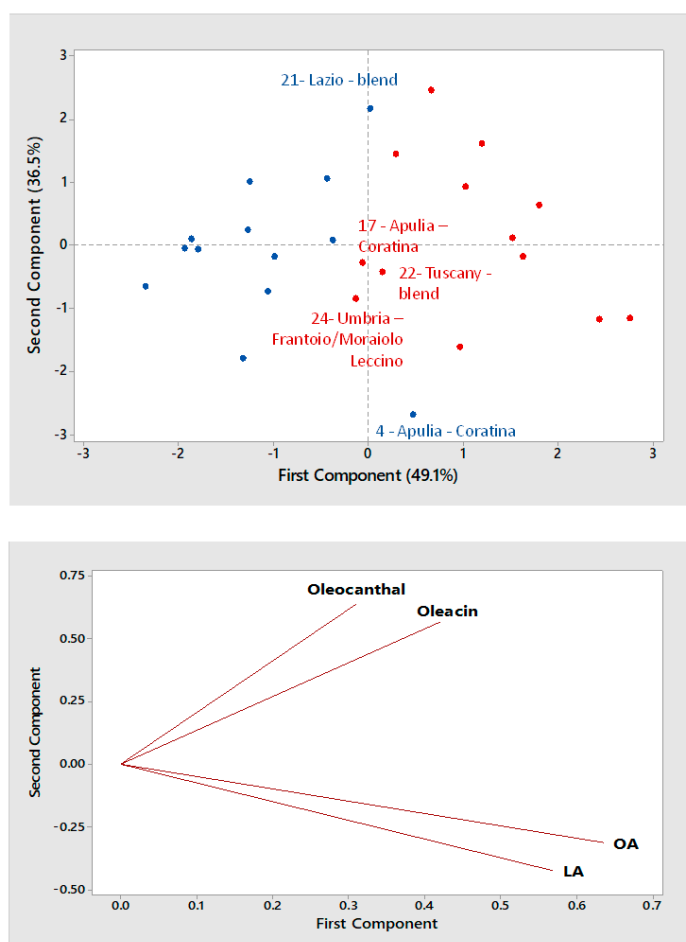 3
21- Lazio - blend
2
1
17 - Apulia –
Coratina
0
22- Tuscany -
blend
-1
24- Umbria –
Frantoio/Moraiolo
Leccino
-2
4 - Apulia - Coratina
-3
-3 -2 -1 0 1 2 3
First Component (49.1%)
Second Component (36.5%)
0.75
Oleocanthal
Oleacin
0.50
0.25
0.00
-0.25
OA
LA
-0.50
0.0 0.1 0.2 0.3 0.4 0.5 0.6 0.7
First Component
Second Component